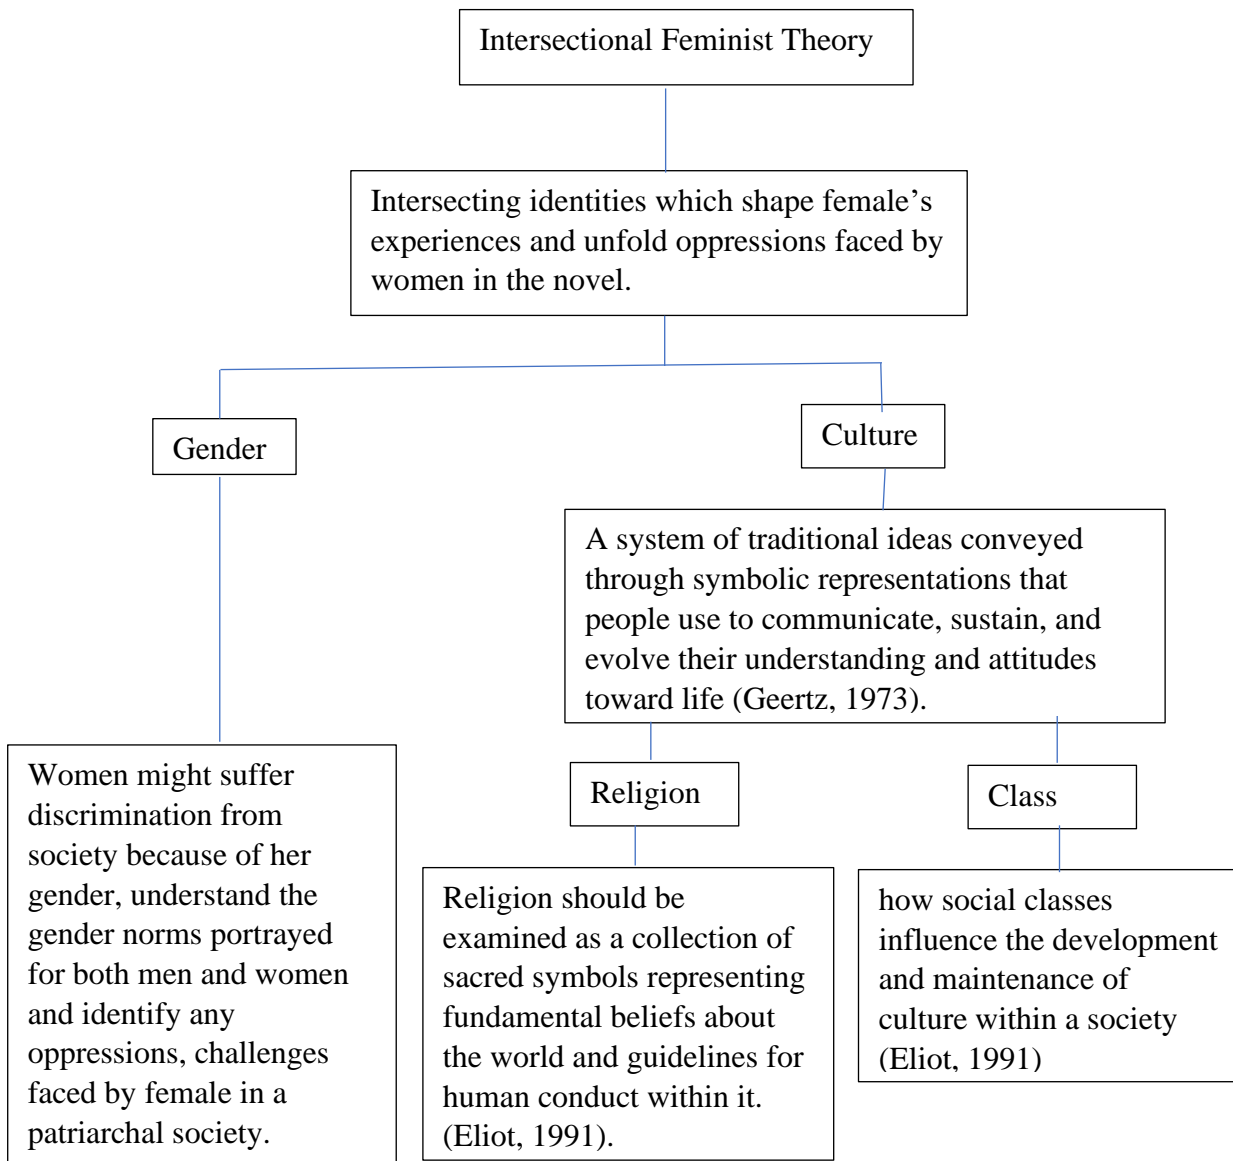 Intersectional Feminist Theory
Intersecting identities which shape female’s
experiences and unfold oppressions faced by
women in the novel.
Gender
Culture
A system of traditional ideas conveyed
through symbolic representations that
people use to communicate, sustain, and
evolve their understanding and attitudes
toward life (Geertz, 1973).
Women might suffer
discrimination from
society because of her
gender, understand the
gender norms portrayed
for both men and women
and identify any
oppressions, challenges
faced by female in a
patriarchal society.
Religion
Class
Religion should be
examined as a collection of
sacred symbols representing
fundamental beliefs about
the world and guidelines for
human conduct within it.
(Eliot, 1991).
how social classes
influence the development
and maintenance of
culture within a society
(Eliot, 1991)